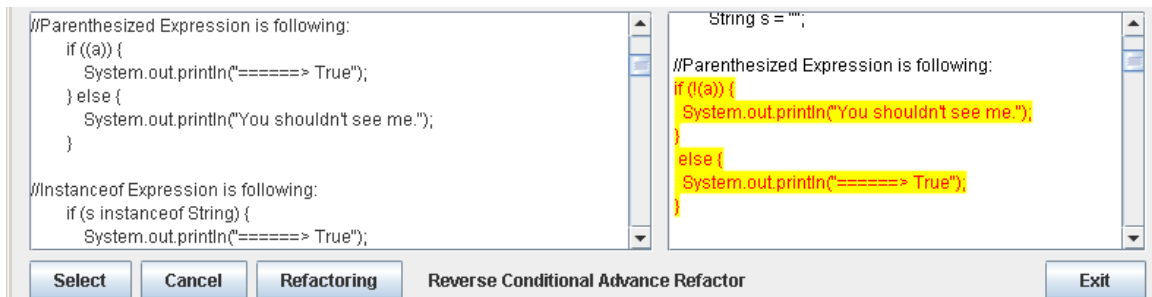 //Parenthesized Expression is following:
if ((a)) {
System.out.println("======> True");
} else {
System.out.println("You shouldn't see me.");
}
//Instanceof Expression is following:
if (s instanceof String) {
System.out.println("======> True");
String s = "";
//Parenthesized Expression is following:
if (!(a)) {
System.out.println("You shouldn't see me.");
}
else {
System.out.println("======> True");
}
Select
Cancel
Refactoring
Reverse Conditional Advance Refactor
Exit